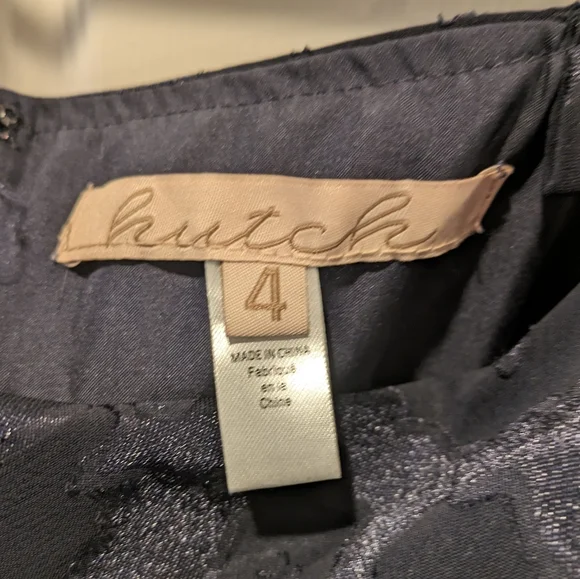 hutch
4
MADE IN CHINA
Fabriqué
en la
Chine